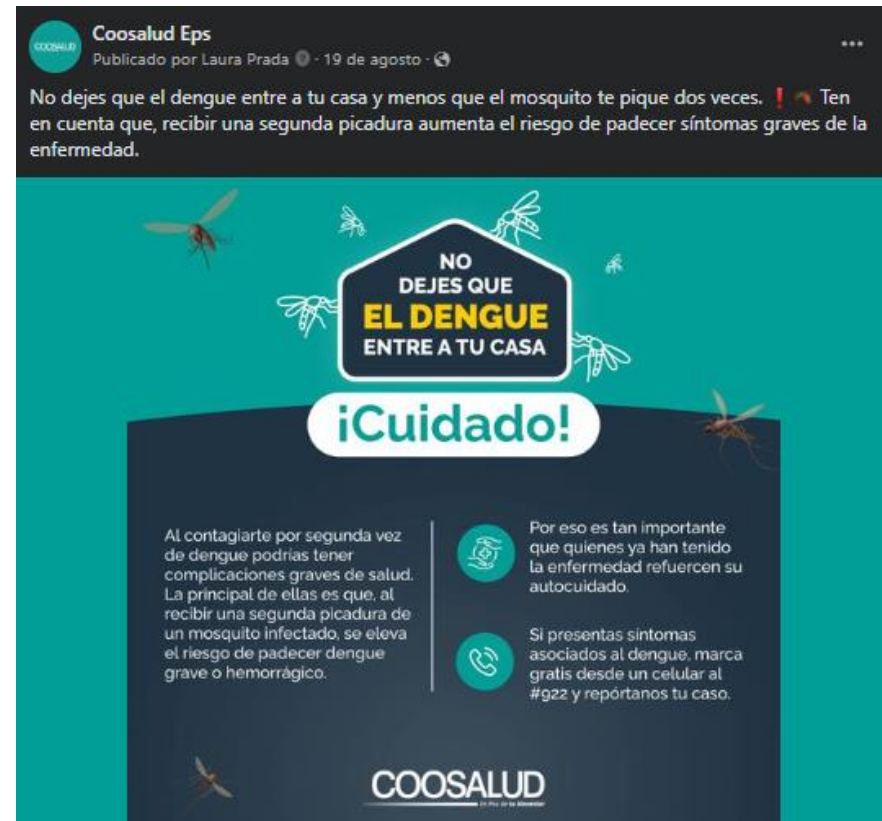 COOSALUD
Coosalud Eps
Publicado por Laura Prada · 19 de agosto ·
No dejes que el dengue entre a tu casa y menos que el mosquito te pique dos veces. ❗🦟 Ten
en cuenta que, recibir una segunda picadura aumenta el riesgo de padecer síntomas graves de la
enfermedad.
NO
DEJES QUE
EL DENGUE
ENTRE A TU CASA
¡Cuidado!
Al contagiarte por segunda vez
de dengue podrías tener
complicaciones graves de salud.
La principal de ellas es que, al
recibir una segunda picadura de
un mosquito infectado, se eleva
el riesgo de padecer dengue
grave o hemorrágico.
Por eso es tan importante
que quienes ya han tenido
la enfermedad refuercen su
autocuidado.
Si presentas síntomas
asociados al dengue, marca
gratis desde un celular al
#922 y repórtanos tu caso.
COOSALUD